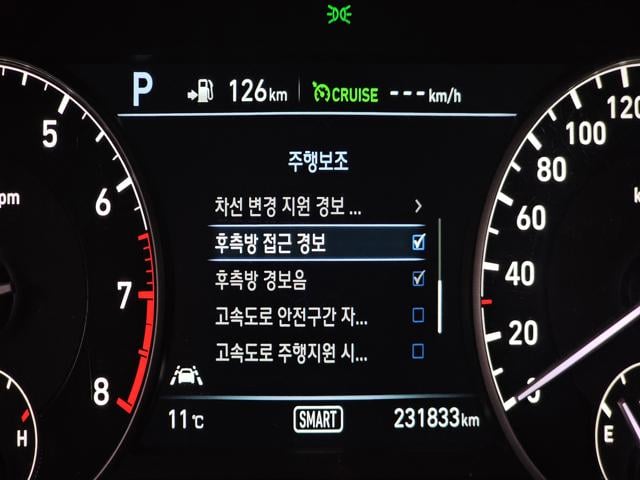 P 126km CRUISE ---km/h
주행보조
차선 변경 지원 경보 ... >
후측방 접근 경보
후측방 경보음
고속도로 안전구간 자...
고속도로 주행지원 시...
11℃ SMART 231833km
5
6
7
8
pm
H
120
100
80
60
40
20
0
k
E